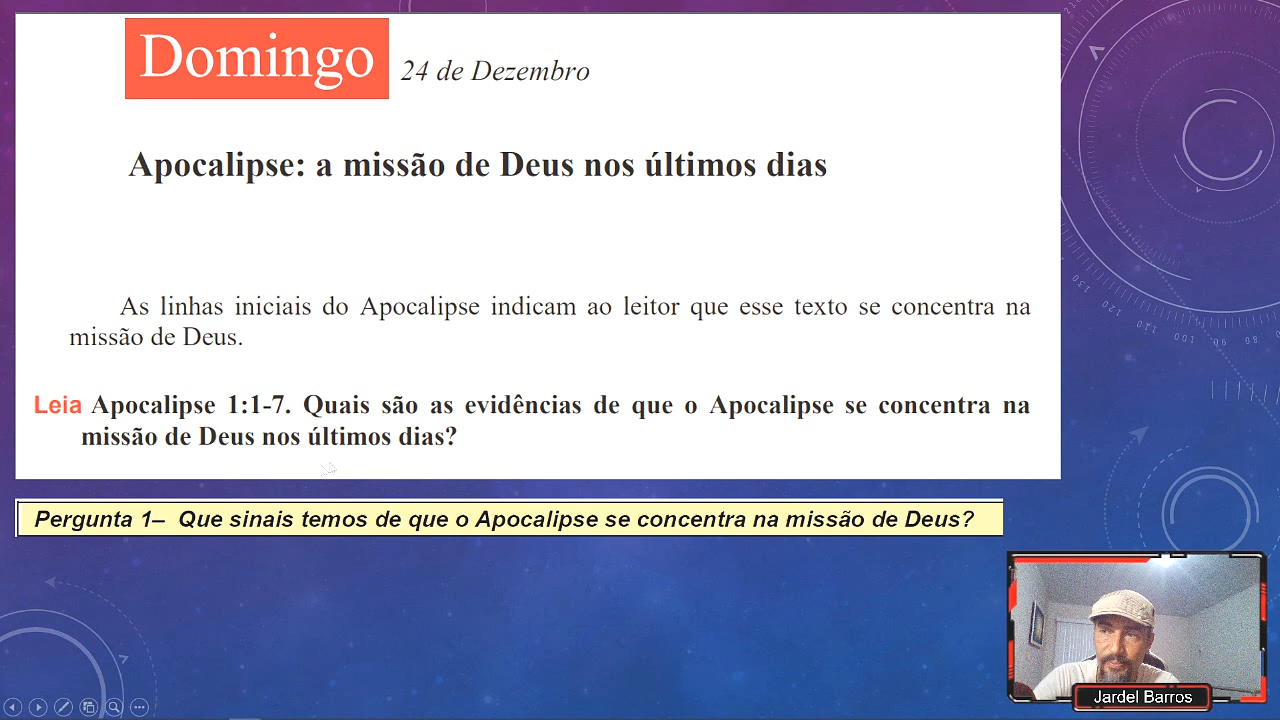 Domingo 24 de Dezembro
Apocalipse: a missão de Deus nos últimos dias
As linhas iniciais do Apocalipse indicam ao leitor que esse texto se concentra na
missão de Deus.
Leia Apocalipse 1:1-7. Quais são as evidências de que o Apocalipse se concentra na
missão de Deus nos últimos dias?
Pergunta 1– Que sinais temos de que o Apocalipse se concentra na missão de Deus?
Jardel Barros